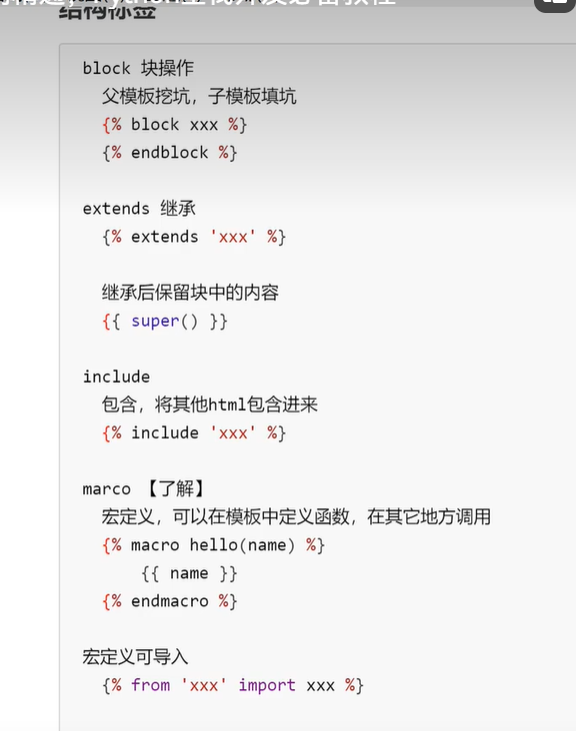 结构标签
block 块操作
父模板挖坑，子模板填坑
{% block xxx %}
{% endblock %}
extends 继承
{% extends 'xxx' %}
继承后保留块中的内容
{{ super() }}
include
包含，将其他html包含进来
{% include 'xxx' %}
marco 【了解】
宏定义，可以在模板中定义函数，在其它地方调用
{% macro hello(name) %}
{{ name }}
{% endmacro %}
宏定义可导入
{% from 'xxx' import xxx %}